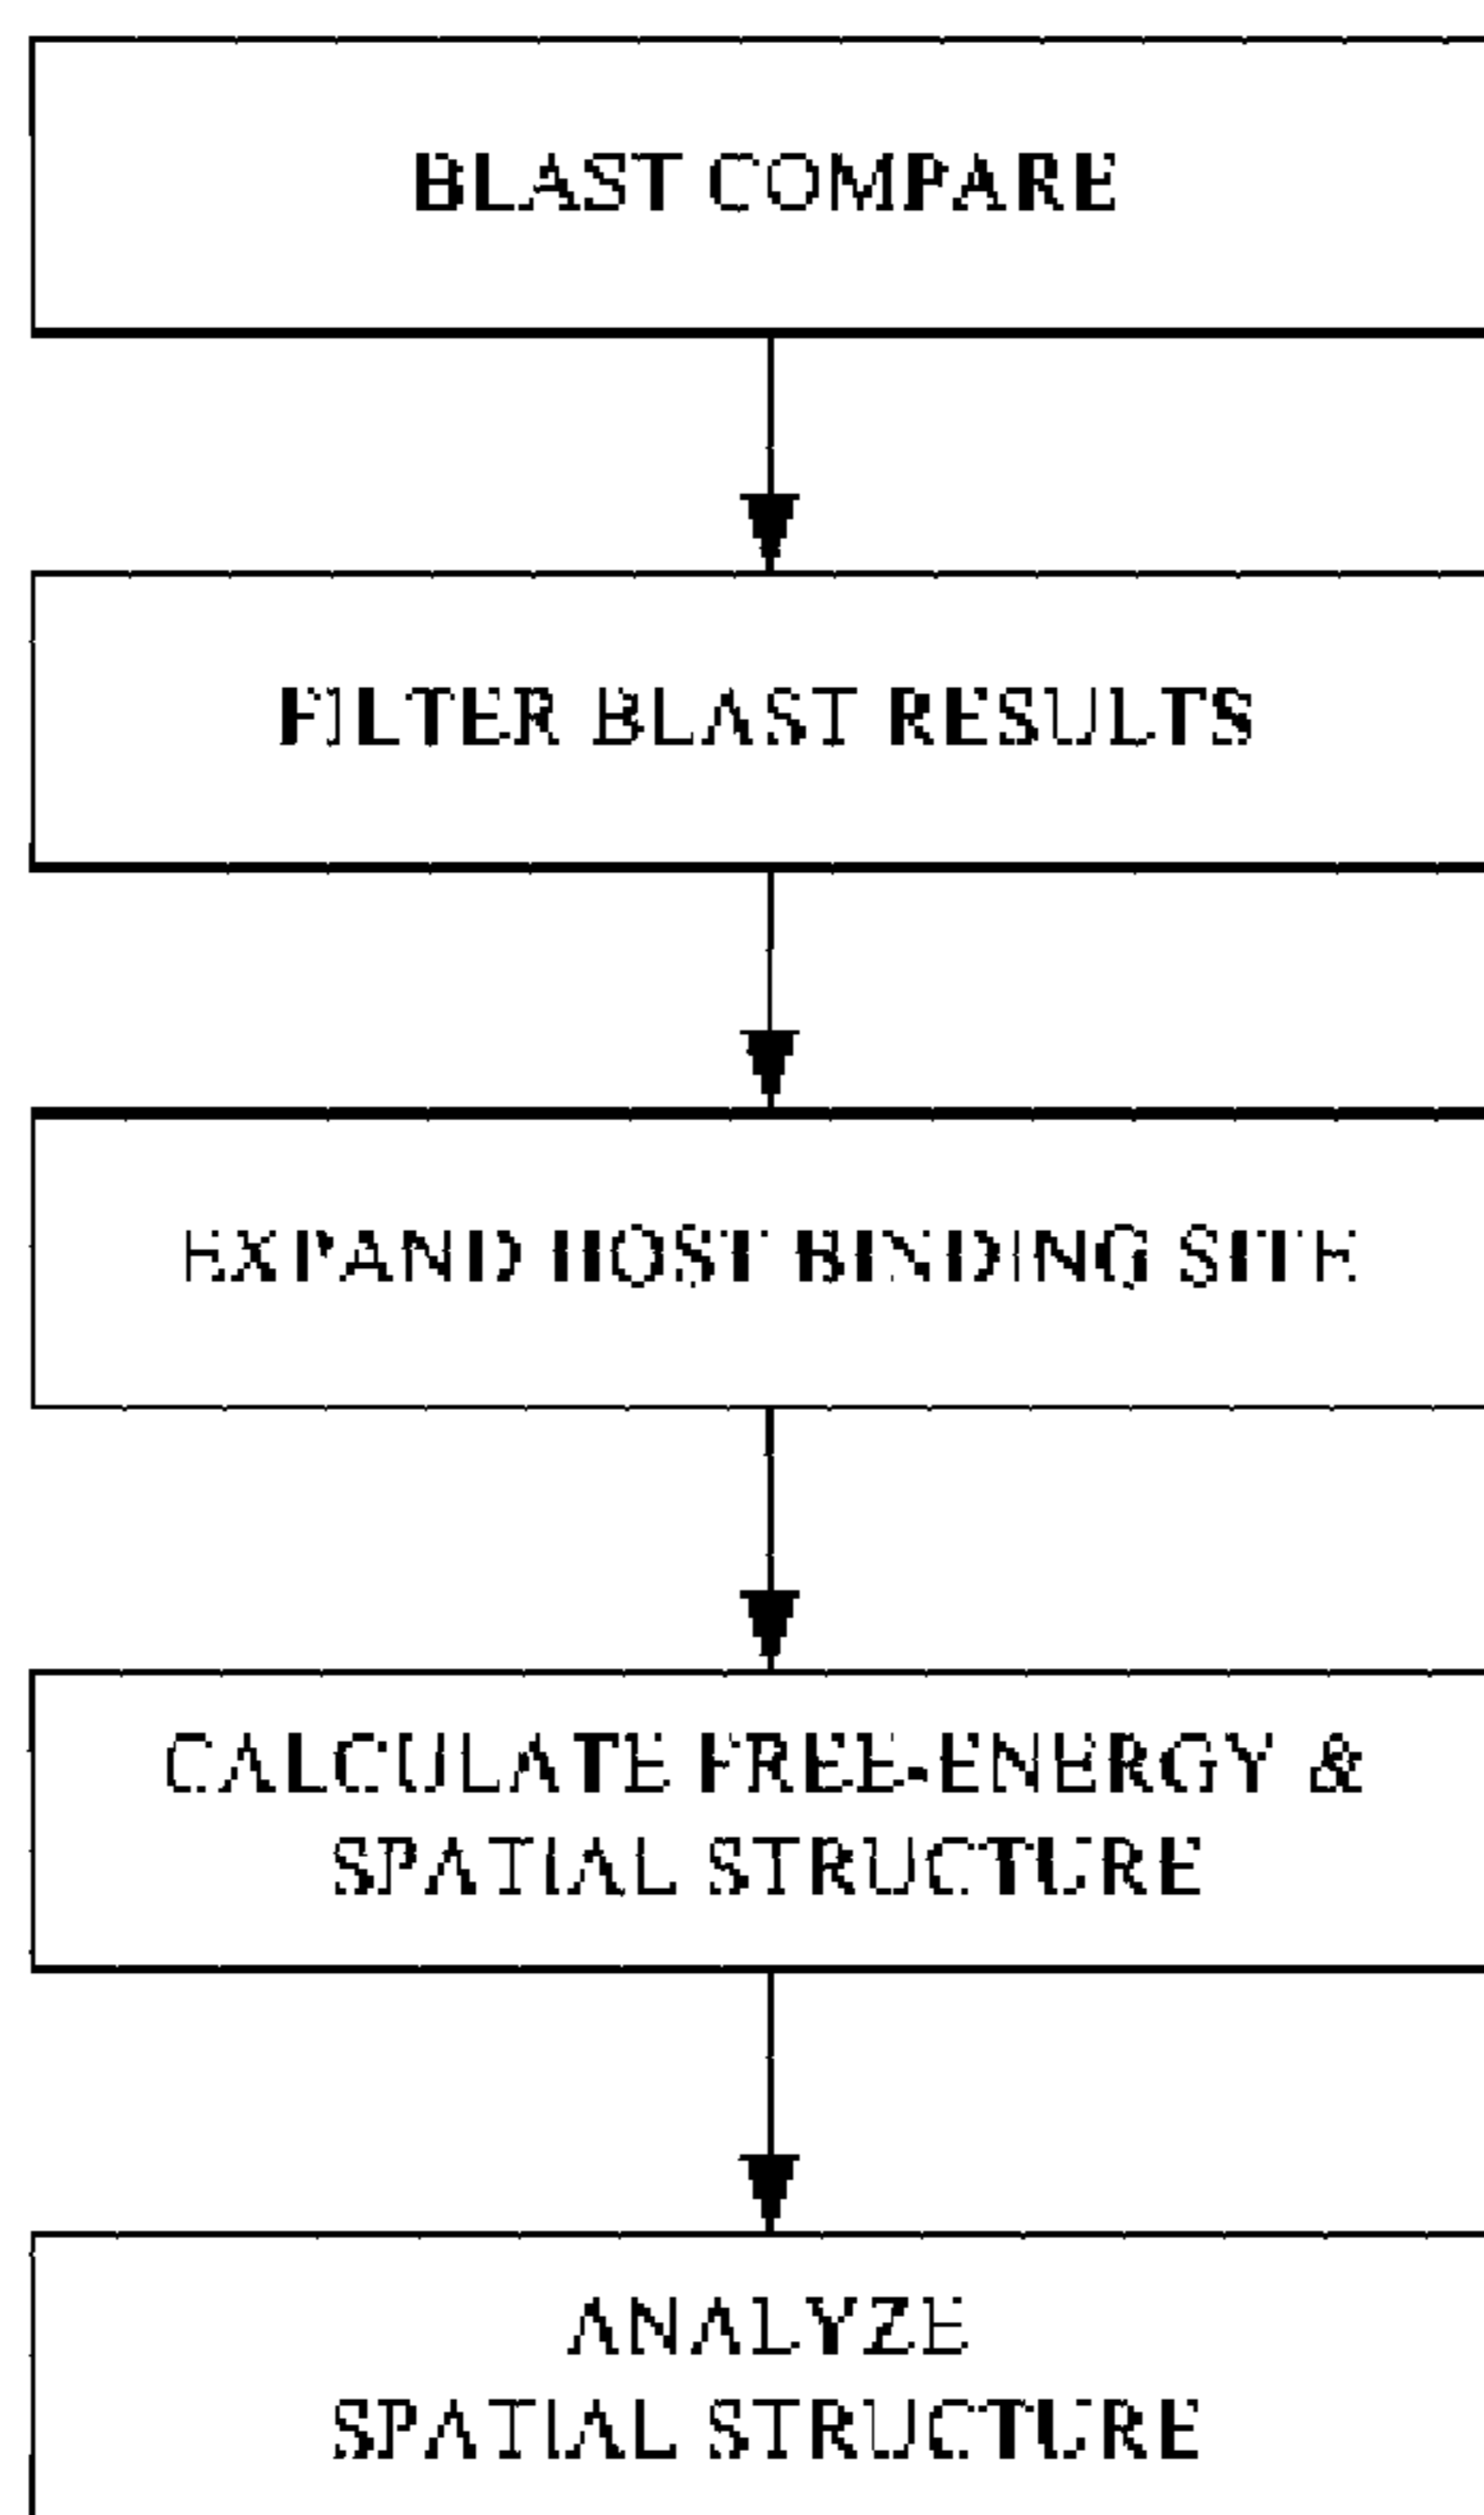 BLAST COMPARE
FILTER BLAST RESULTS
EXPAND HOST BINDING SITE
CALCULATE FREE-ENERGY &
SPATIAL STRUCTURE
ANALYZE
SPATIAL STRUCTURE